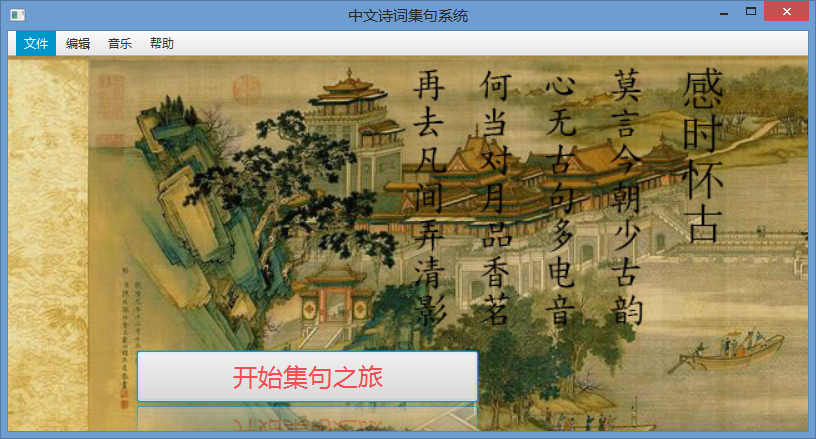 中文诗词集句系统
文件 编辑 音乐 帮助
感时怀古
莫言今朝少古韵
心无古句多电音
何当对月品香茗
再去凡间弄清影
开始集句之旅